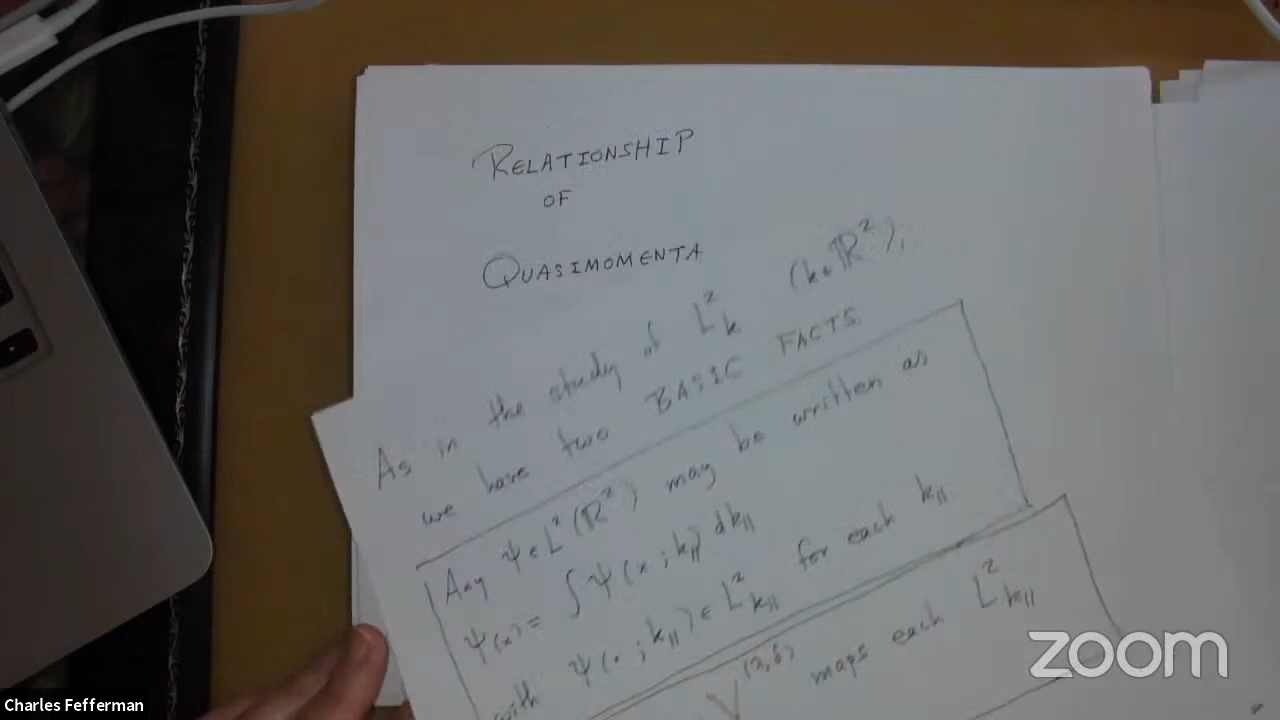 RELATIONSHIP
OF
QUASIMOMENTA
As in the study of L²ₖ (k∈ℝ²),
we have two BASIC FACTS
Any ψ∈L²(ℝ²) may be written as
ψ(x) = ∫ψ(x;k∥) dk∥
with ψ(·;k∥)∈L²ₖ∥ for each k∥
maps each L²ₖ∥
zoom
Charles Fefferman